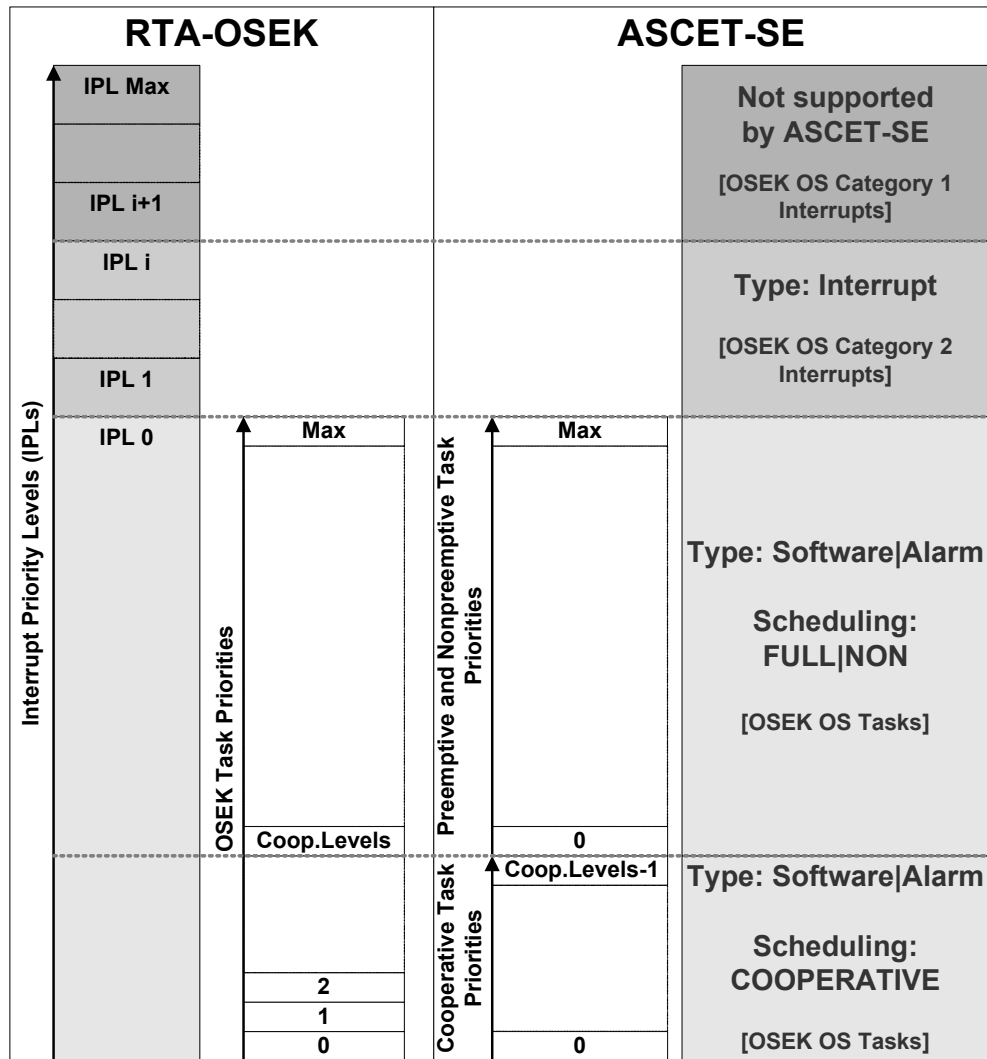 RTA-OSEK
ASCET-SE
Interrupt Priority Levels (IPLs)
IPL Max
IPL i+1
IPL i
IPL 1
IPL 0
OSEK Task Priorities
Max
Coop.Levels
2
1
0
Preemptive and Nonpreemptive Task
Priorities
Max
0
Cooperative Task
Priorities
Coop.Levels-1
0
Not supported
by ASCET-SE
[OSEK OS Category 1
Interrupts]
Type: Interrupt
[OSEK OS Category 2
Interrupts]
Type: Software|Alarm
Scheduling:
FULL|NON
[OSEK OS Tasks]
Type: Software|Alarm
Scheduling:
COOPERATIVE
[OSEK OS Tasks]